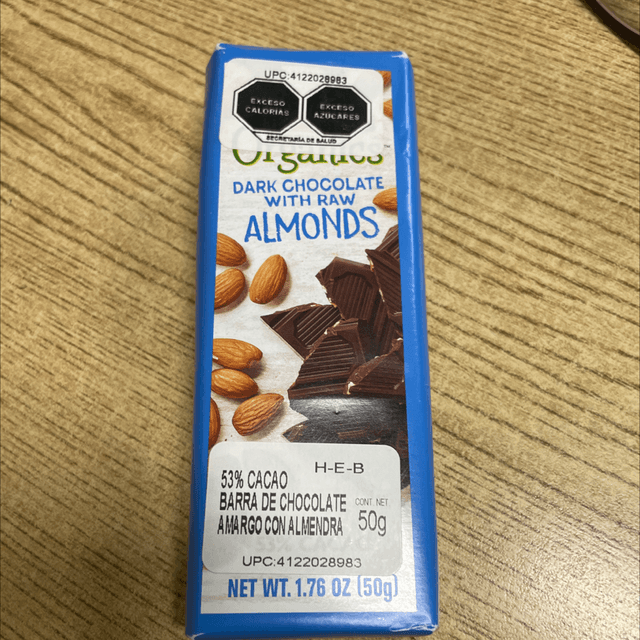 UPC:4122028983
EXCESO EXCESO
CALORÍAS AZÚCARES
SECRETARÍA DE SALUD
Organics
DARK CHOCOLATE
WITH RAW
ALMONDS
H-E-B
53% CACAO
BARRA DE CHOCOLATE CONT NET
AMARGO CON ALMENDRA 50g
UPC:4122028983
NET WT. 1.76 OZ (50g)